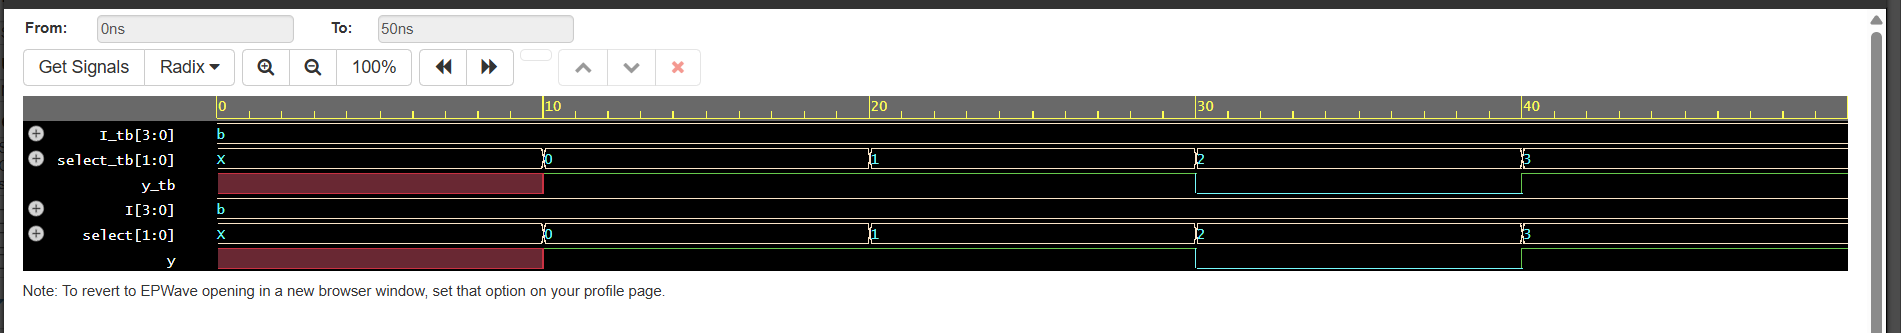 From: 0ns To: 50ns
Get Signals Radix 100%
0 10 20 30 40
I_tb[3:0] b
select_tb[1:0] X 0 1 2 3
y_tb
I[3:0] b
select[1:0] X 0 1 2 3
y
Note: To revert to EPWave opening in a new browser window, set that option on your profile page.